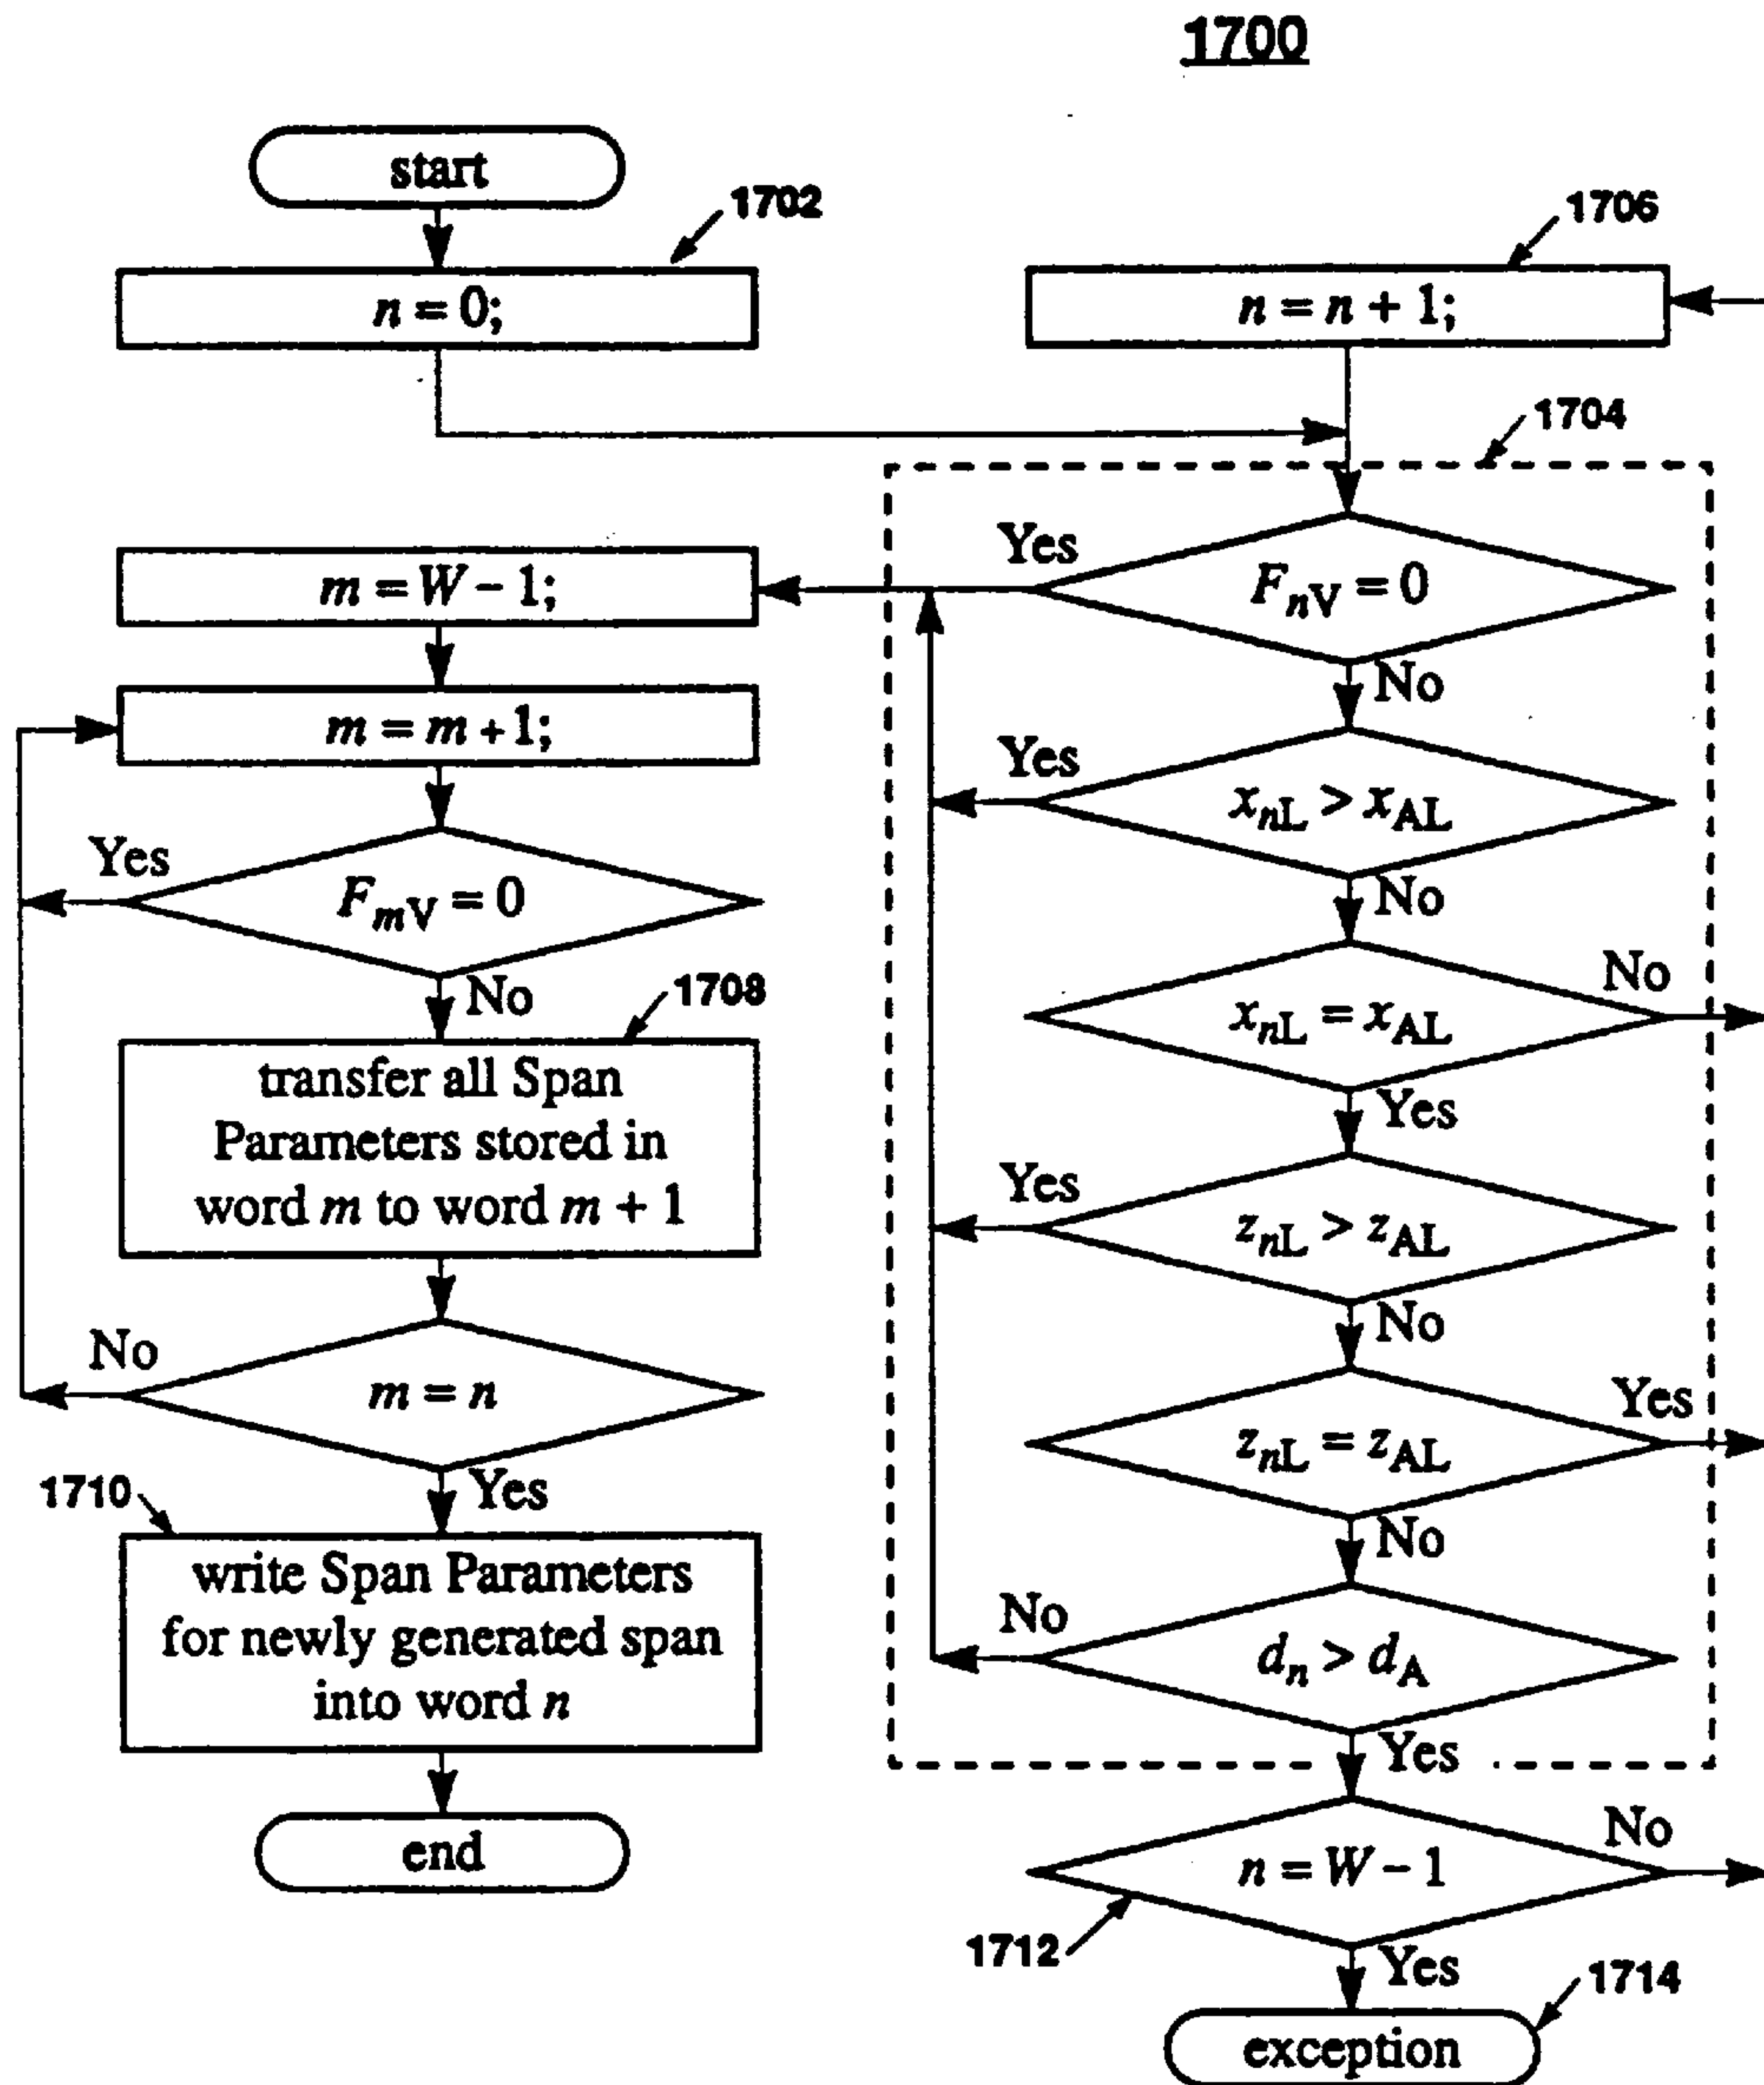 1700
start
1702
n = 0;
1706
n = n + 1;
1704
F_nV = 0
Yes
No
m = W – 1;
m = m + 1;
x_nL > x_AL
Yes
No
F_mV = 0
Yes
No
x_nL = x_AL
No
Yes
1708
transfer all Span
Parameters stored in
word m to word m + 1
z_nL > z_AL
Yes
No
m = n
No
Yes
z_nL = z_AL
Yes
No
1710
write Span Parameters
for newly generated span
into word n
d_n > d_A
No
Yes
end
n = W – 1
No
1712
Yes
1714
exception